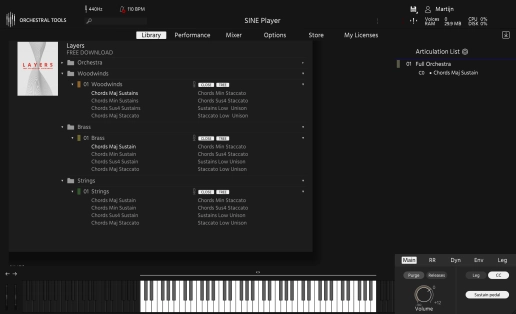 440Hz
110 BPM
Martijn
ORCHESTRAL TOOLS
SINE Player
Voices 0
RAM 29.9 MB
CPU 0%
DISK 0%
Library
Performance
Mixer
Options
Store
My Licenses
LAYERS
Layers
FREE DOWNLOAD
Orchestra
Woodwinds
01 Woodwinds
CLOSE TREE
Chords Maj Sustains Chords Min Staccato
Chords Min Sustains Chords Sus4 Staccato
Chords Sus4 Sustains Sustains Low Unison
Chords Maj Staccato Staccato Low Unison
Brass
01 Brass
CLOSE TREE
Chords Maj Sustain Chords Min Staccato
Chords Min Sustain Chords Sus4 Staccato
Chords Sus4 Sustain Sustains Low Unison
Chords Maj Staccato Staccato Low Unison
Strings
01 Strings
CLOSE TREE
Chords Maj Sustain Chords Min Staccato
Chords Min Sustain Chords Sus4 Staccato
Chords Sus4 Sustain Sustains Low Unison
Chords Maj Staccato Staccato Low Unison
Articulation List
01 Full Orchestra
C0 Chords Maj Sustain
Main
RR
Dyn
Env
Leg
Purge
Releases
Leg
CC
0
+12
Volume
Sustain pedal